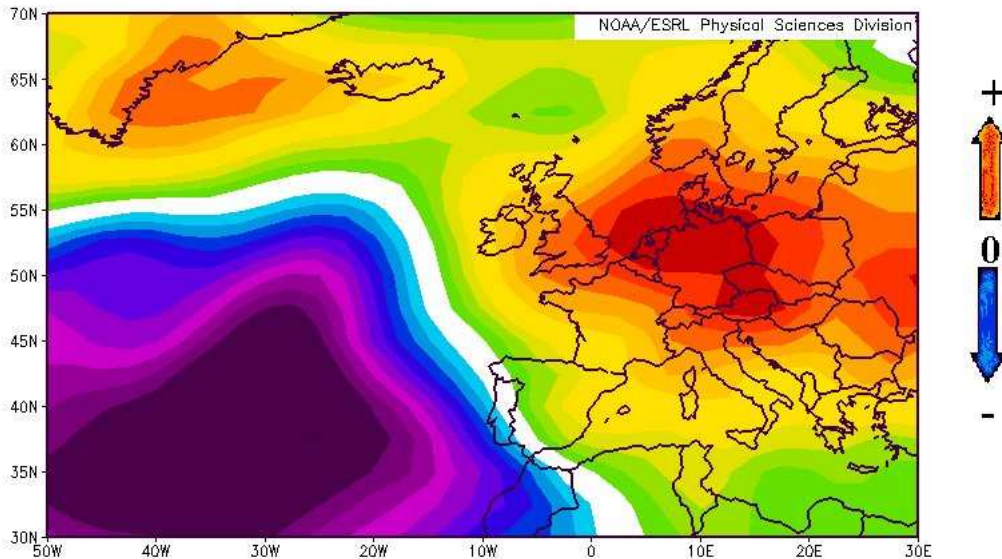 70N
NOAA/ESRL Physical Sciences Division
65N
60N
55N
50N
45N
40N
35N
30N
50W 40W 30W 20W 10W 0 10E 20E 30E
+
0
-